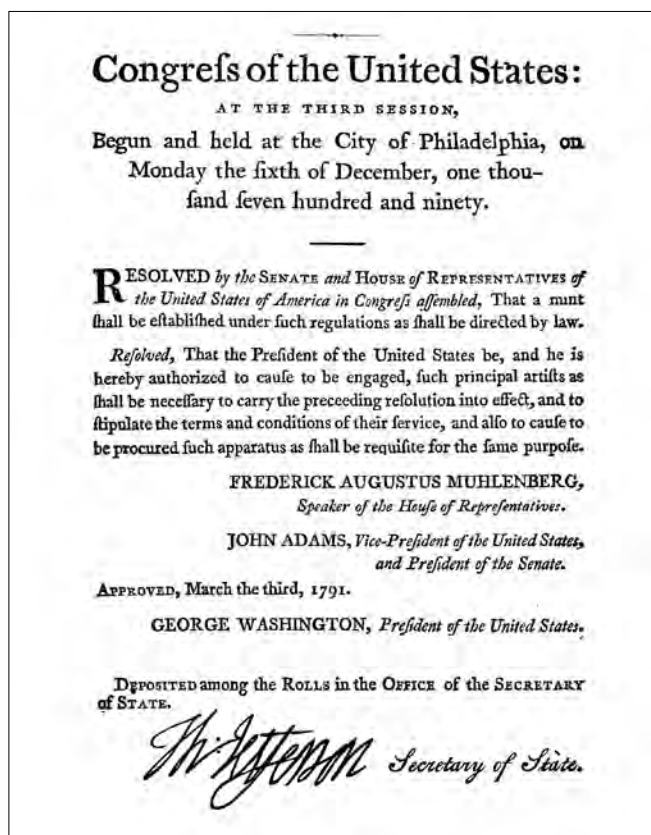 Congreſs of the United States:
AT THE THIRD SESSION,
Begun and held at the City of Philadelphia, on
Monday the ſixth of December, one thou-
ſand ſeven hundred and ninety.
RESOLVED by the SENATE and HOUSE of REPRESENTATIVES of
the United States of America in Congreſs aſſembled, That a mint
ſhall be eſtabliſhed under ſuch regulations as ſhall be directed by law.
Reſolved, That the Preſident of the United States be, and he is
hereby authorized to cauſe to be engaged, ſuch principal artiſts as
ſhall be neceſſary to carry the preceeding reſolution into effect, and to
ſtipulate the terms and conditions of their ſervice, and alſo to cauſe to
be procured ſuch apparatus as ſhall be requiſite for the ſame purpoſe.
FREDERICK AUGUSTUS MUHLENBERG,
Speaker of the Houſe of Repreſentatives.
JOHN ADAMS, Vice-Preſident of the United States,
and Preſident of the Senate.
APPROVED, March the third, 1791.
GEORGE WASHINGTON, Preſident of the United States.
DEPOSITED among the ROLLS in the OFFICE of the SECRETARY
of STATE.
Th: Jefferson Secretary of State.